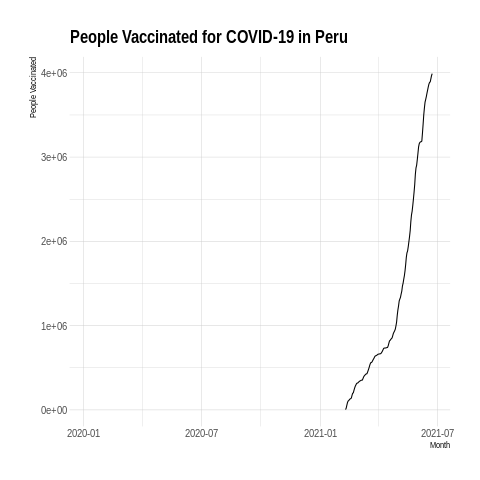 People Vaccinated for COVID-19 in Peru
People Vaccinated
4e+06
3e+06
2e+06
1e+06
0e+00
2020-01 2020-07 2021-01 2021-07
Month